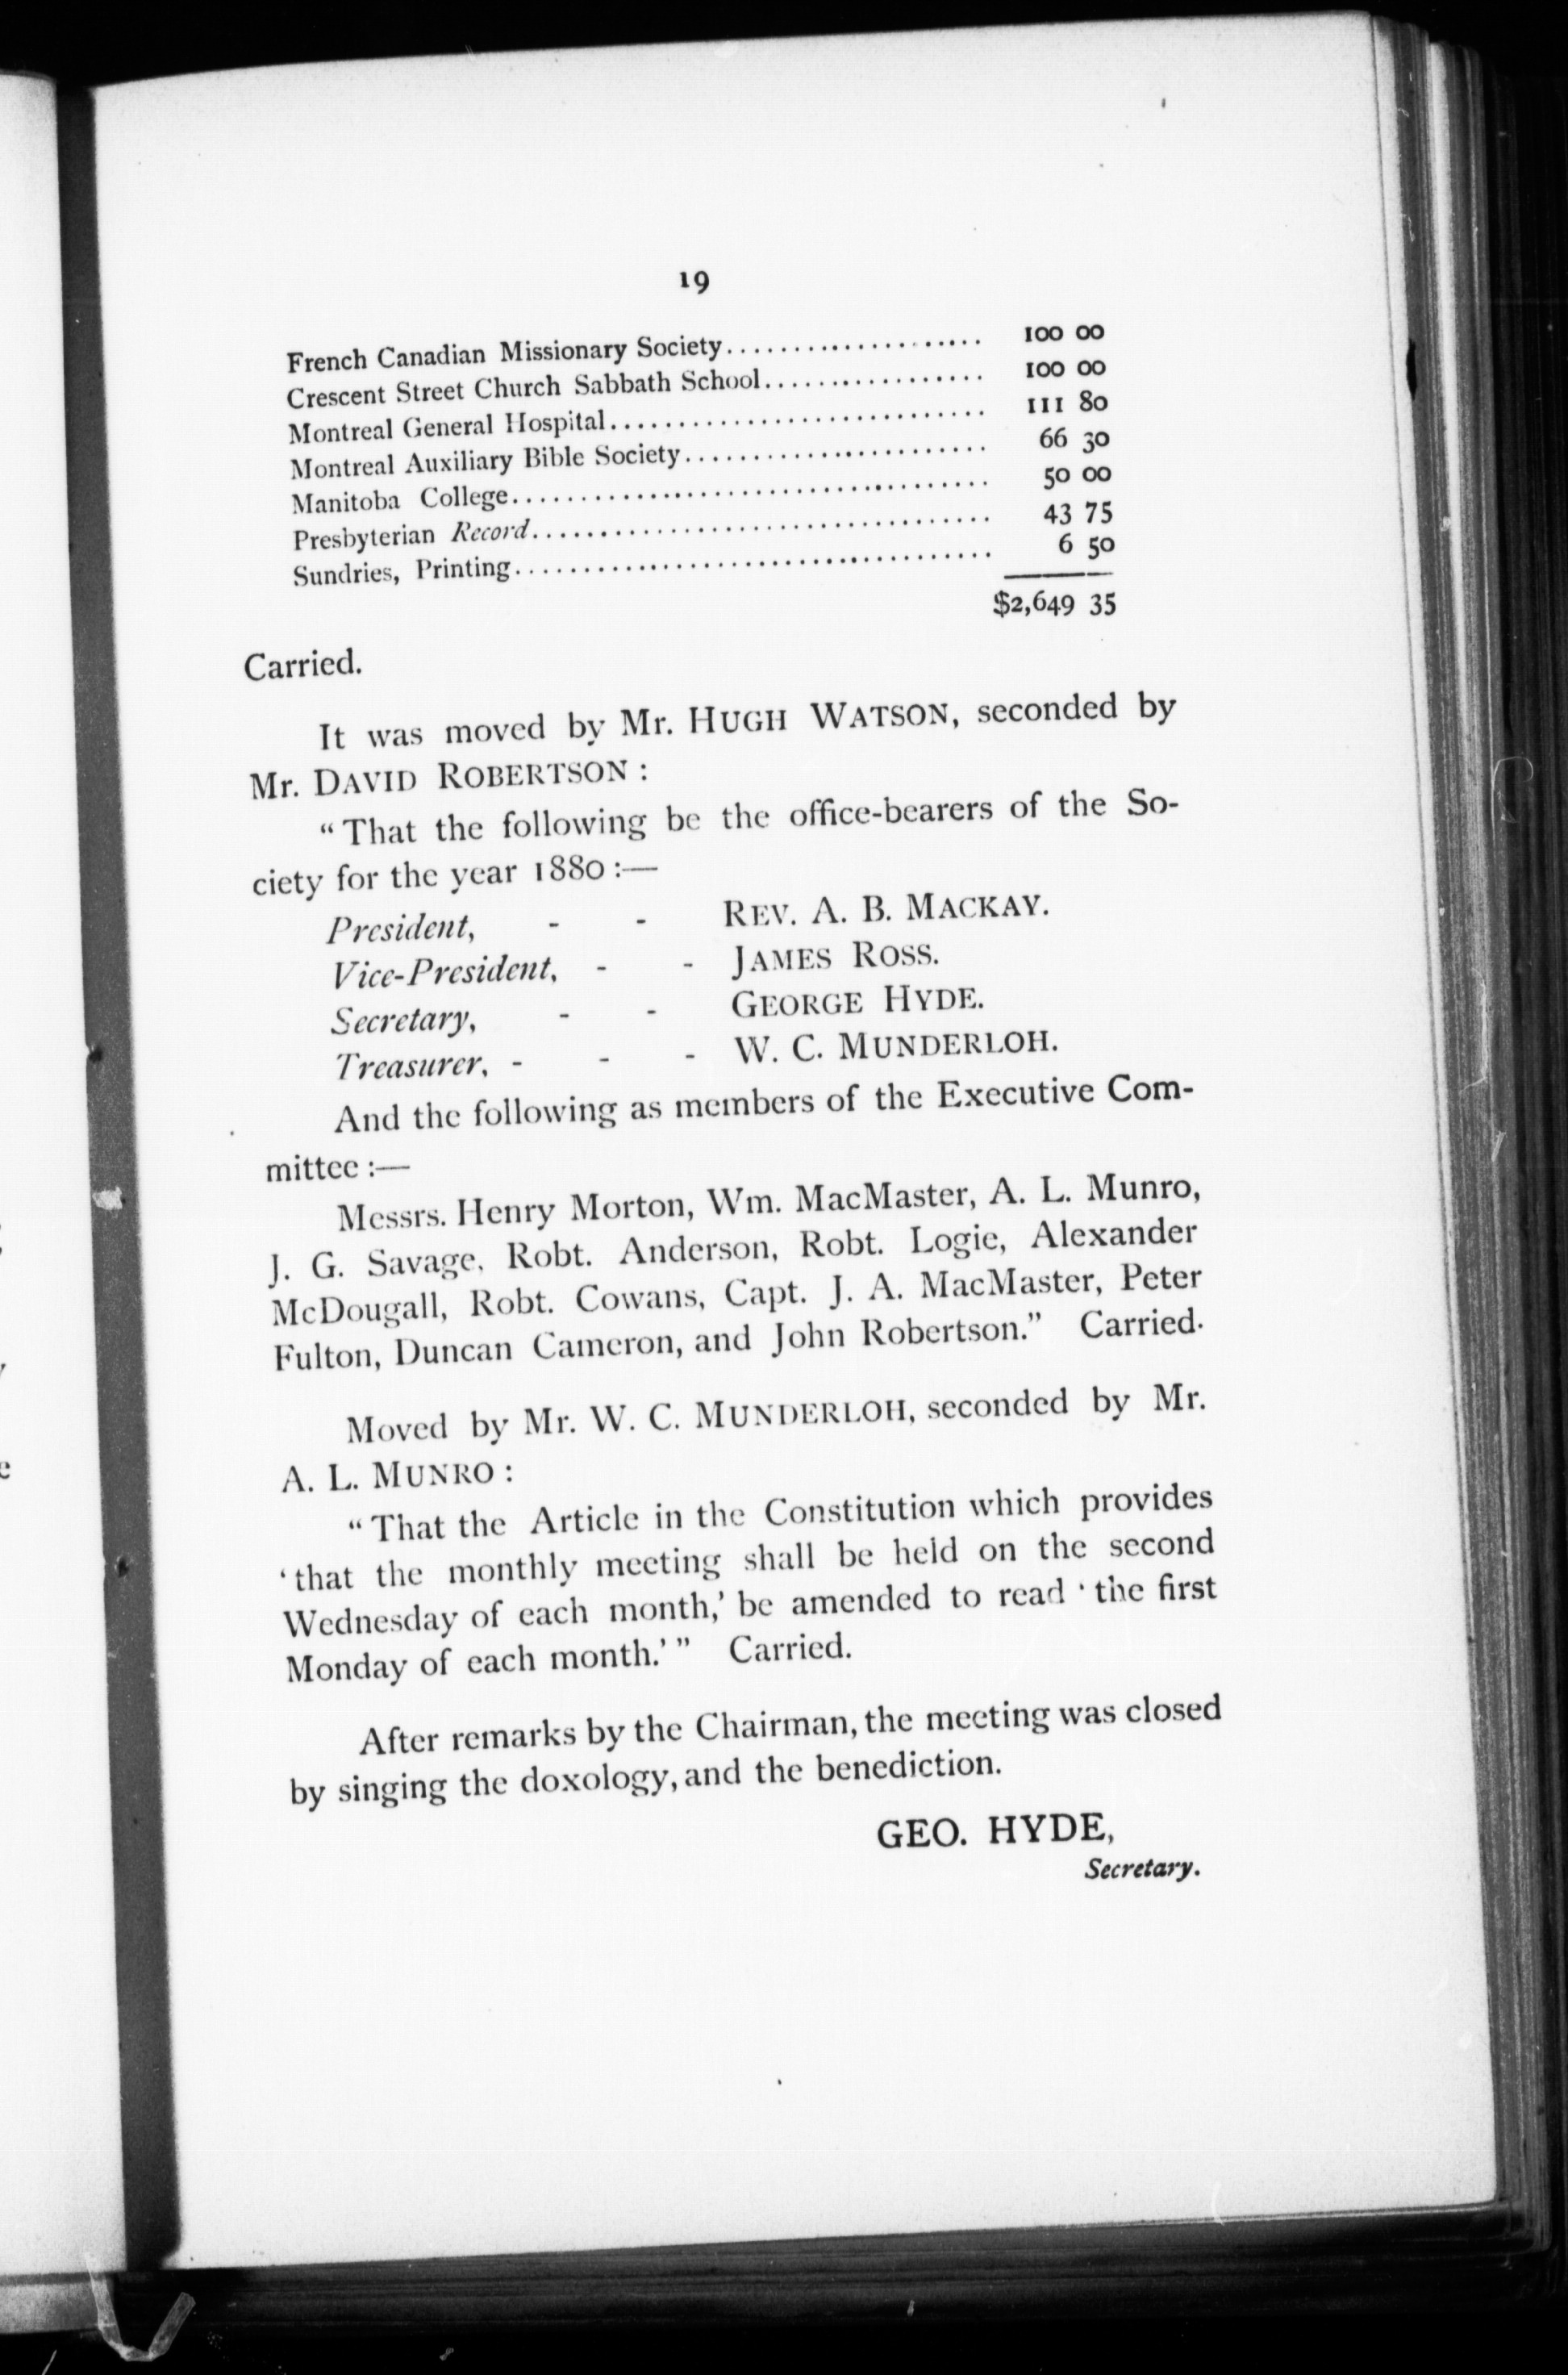 19
French Canadian Missionary Society.................... 100 00
Crescent Street Church Sabbath School................. 100 00
Montreal General Hospital............................. 111 80
Montreal Auxiliary Bible Society....................... 66 30
Manitoba College.................................... 50 00
Presbyterian Record................................... 43 75
Sundries, Printing.................................... 6 50
$2,649 35
Carried.
It was moved by Mr. HUGH WATSON, seconded by
Mr. DAVID ROBERTSON :
“ That the following be the office-bearers of the So-
ciety for the year 1880 :—
President, - - REV. A. B. MACKAY.
Vice-President, - - JAMES ROSS.
Secretary, - - GEORGE HYDE.
Treasurer, - - - W. C. MUNDERLOH.
And the following as members of the Executive Com-
mittee :—
Messrs. Henry Morton, Wm. MacMaster, A. L. Munro,
J. G. Savage, Robt. Anderson, Robt. Logie, Alexander
McDougall, Robt. Cowans, Capt. J. A. MacMaster, Peter
Fulton, Duncan Cameron, and John Robertson.” Carried.
Moved by Mr. W. C. MUNDERLOH, seconded by Mr.
A. L. MUNRO :
“ That the Article in the Constitution which provides
‘ that the monthly meeting shall be held on the second
Wednesday of each month,’ be amended to read ‘ the first
Monday of each month.’ ” Carried.
After remarks by the Chairman, the meeting was closed
by singing the doxology, and the benediction.
GEO. HYDE,
Secretary.